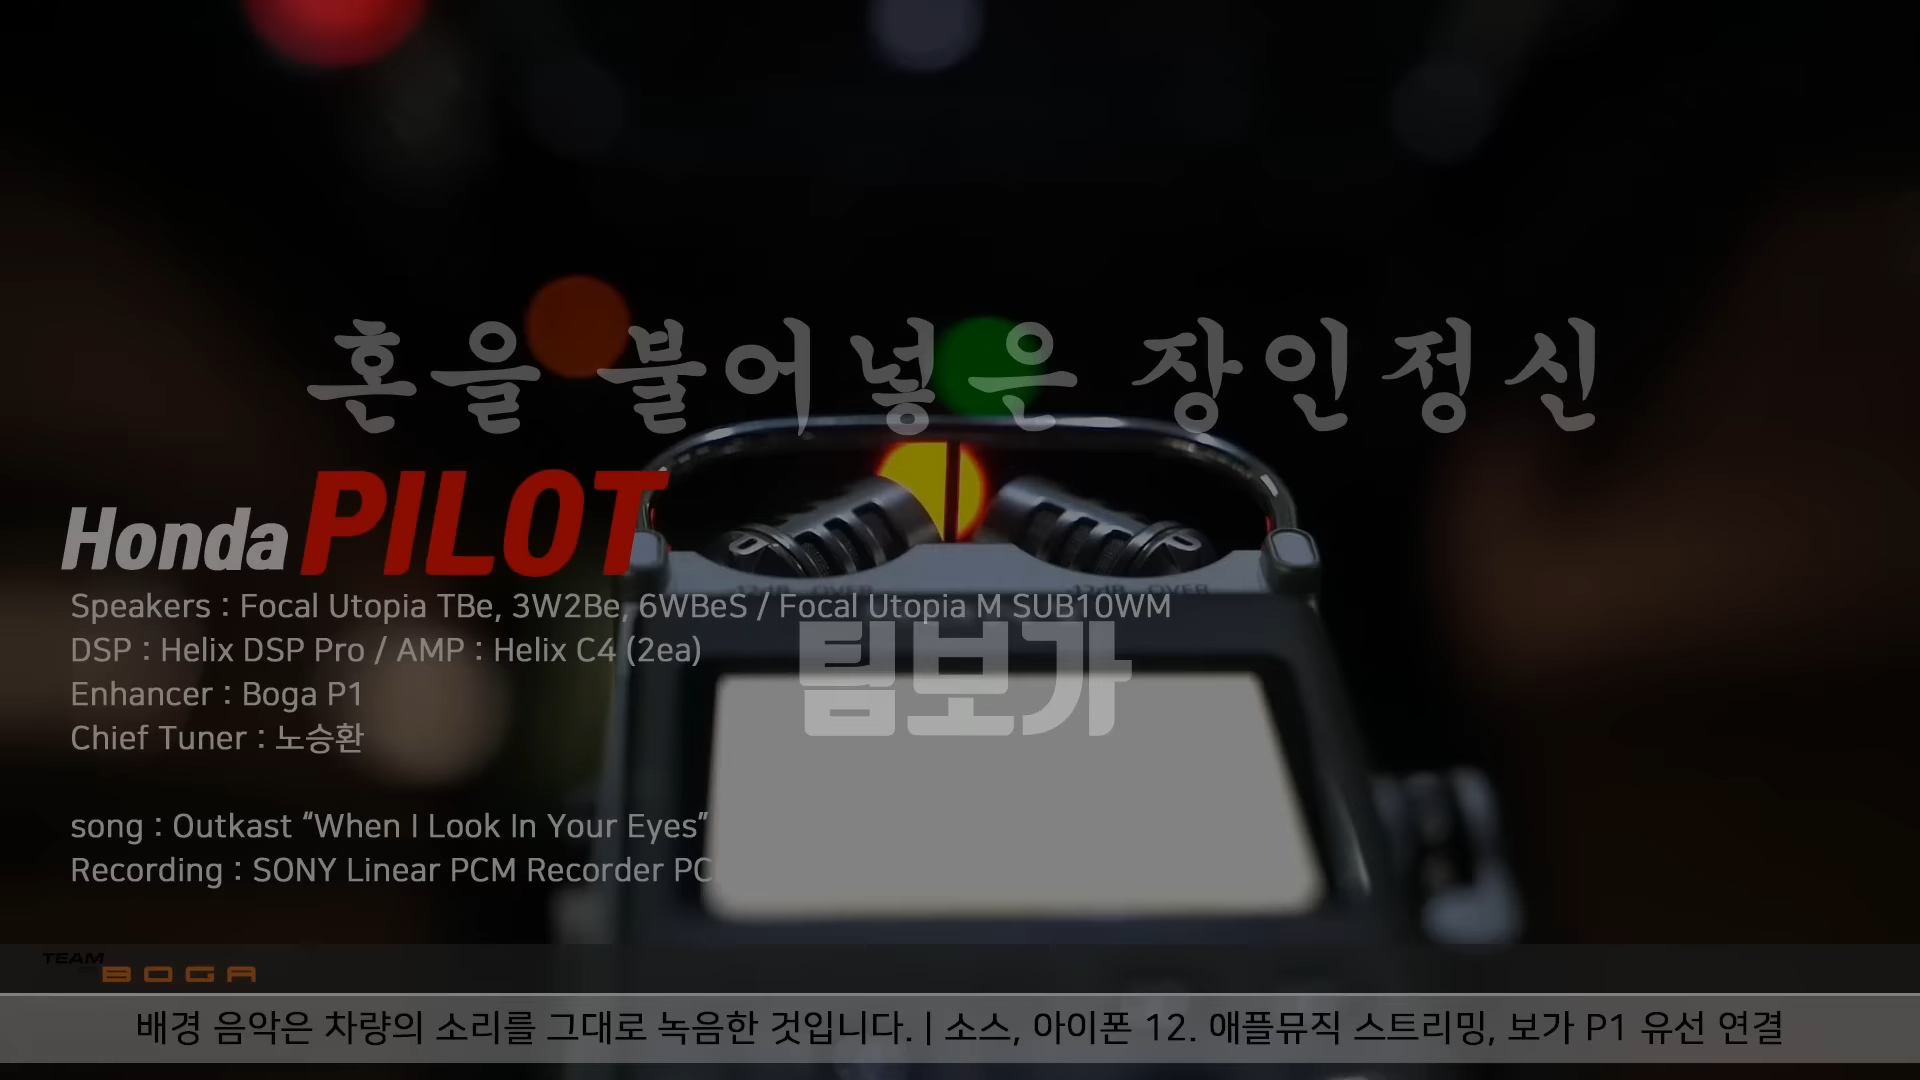 혼을 불어넣은 장인정신
Honda PILOT
Speakers : Focal Utopia TBe, 3W2Be, 6WBeS / Focal Utopia M SUB10WM
팀보가
DSP : Helix DSP Pro / AMP : Helix C4 (2ea)
Enhancer : Boga P1
Chief Tuner : 노승환
song : Outkast “When I Look In Your Eyes”
Recording : SONY Linear PCM Recorder PC
TEAM
BOGA
배경 음악은 차량의 소리를 그대로 녹음한 것입니다. | 소스, 아이폰 12. 애플뮤직 스트리밍, 보가 P1 유선 연결